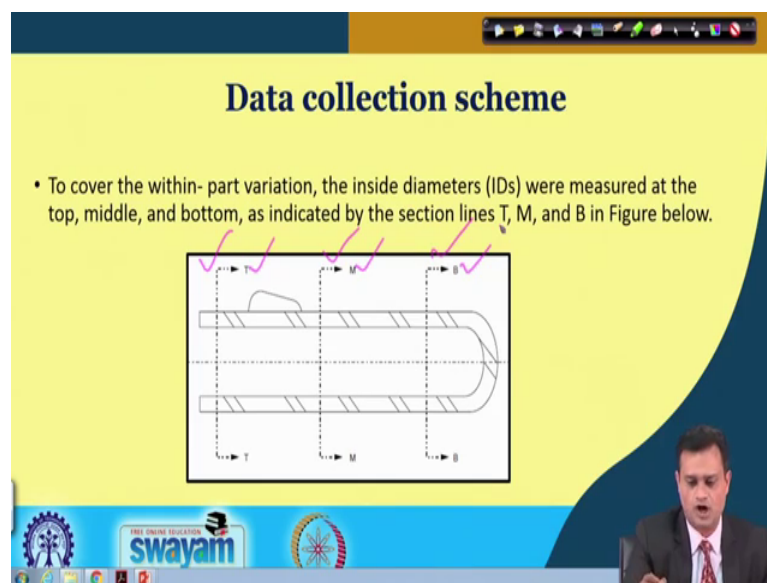 Data collection scheme
• To cover the within- part variation, the inside diameters (IDs) were measured at the
top, middle, and bottom, as indicated by the section lines T, M, and B in Figure below.
T M B
T M B
FREE ONLINE EDUCATION
swayam